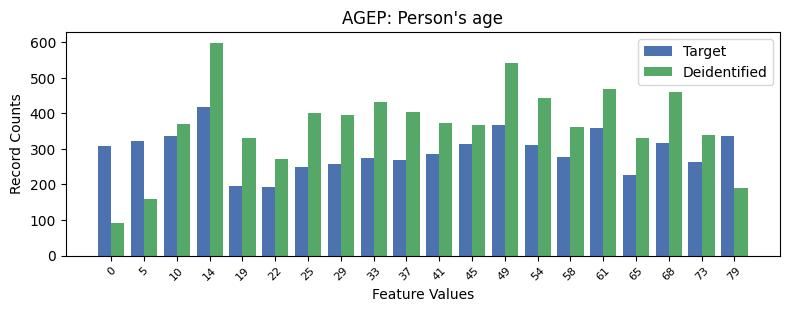 AGEP: Person's age
600
500
400
300
200
100
0
Record Counts
Target
Deidentified
0 5 10 14 19 22 25 29 33 37 41 45 49 54 58 61 65 68 73 79
Feature Values